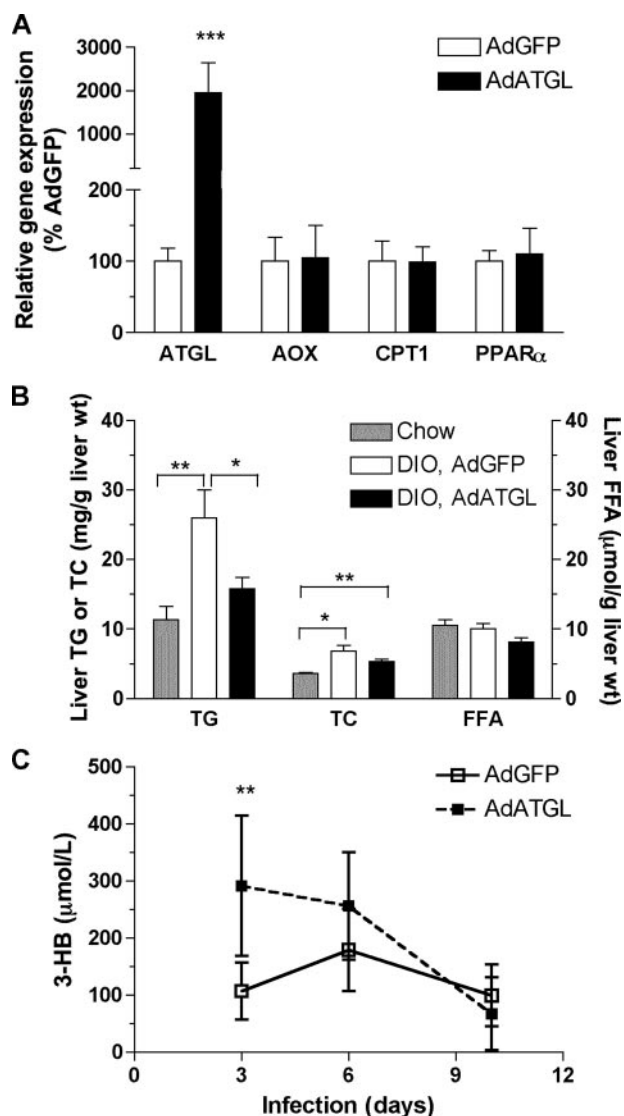 A
Relative gene expression
(% AdGFP)
3000
2000
1000
200
100
0
***
AdGFP
AdATGL
ATGL AOX CPT1 PPARα
B
Liver TG or TC (mg/g liver wt)
40
30
20
10
0
Chow
DIO, AdGFP
DIO, AdATGL
** *
**
*
40
30
20
10
0
Liver FFA
(μmol/g liver wt)
TG TC FFA
C
3-HB (μmol/L)
500
400
300
200
100
0
**
AdGFP
AdATGL
0 3 6 9 12
Infection (days)